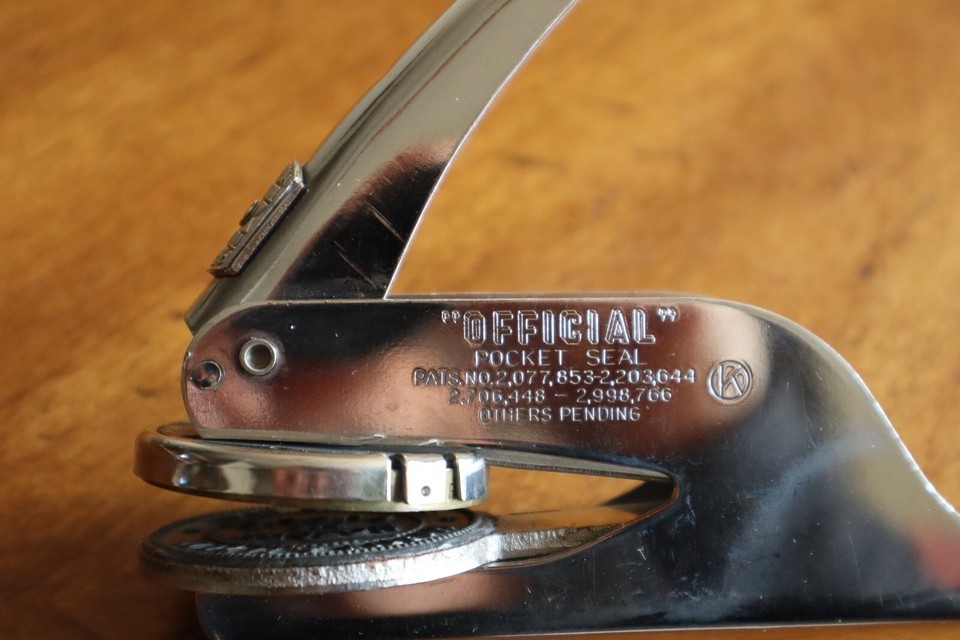 "OFFICIAL"
POCKET SEAL
PATS.NO.2,077,853-2,203,644
2,706,448 - 2,998,766
OTHERS PENDING